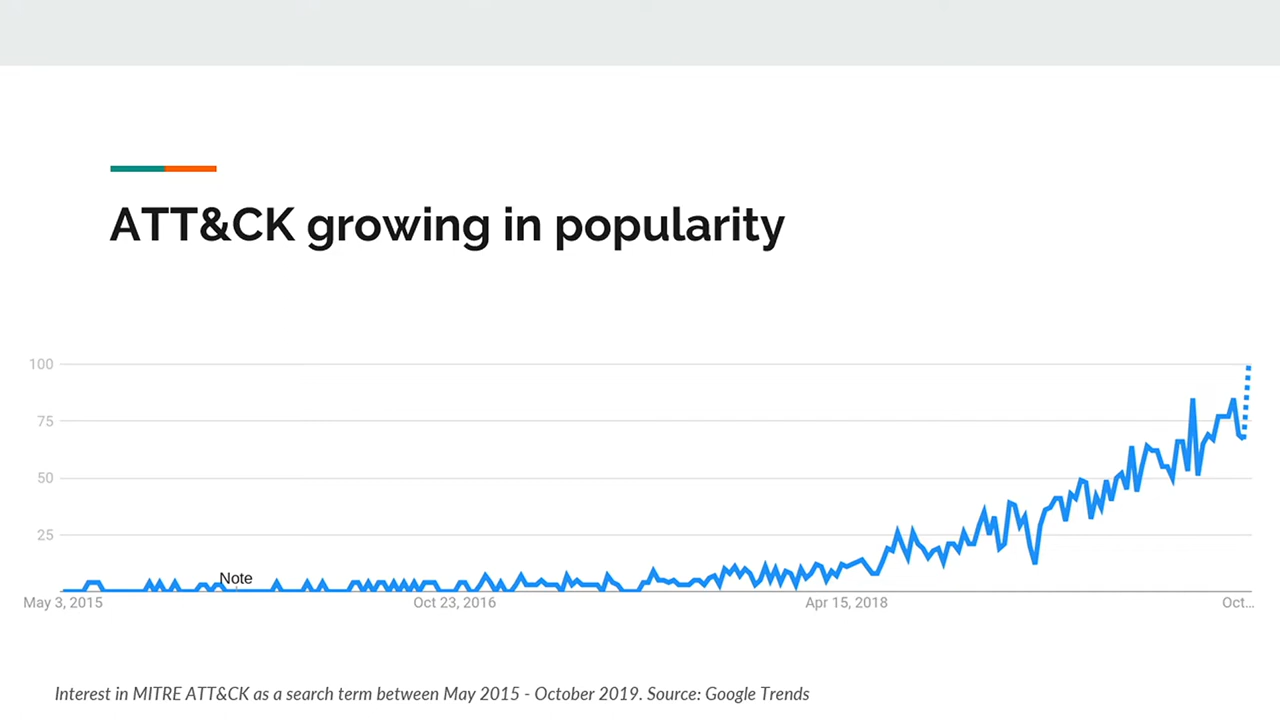 ATT&CK growing in popularity
100
75
50
25
Note
May 3, 2015
Oct 23, 2016
Apr 15, 2018
Oct...
Interest in MITRE ATT&CK as a search term between May 2015 - October 2019. Source: Google Trends